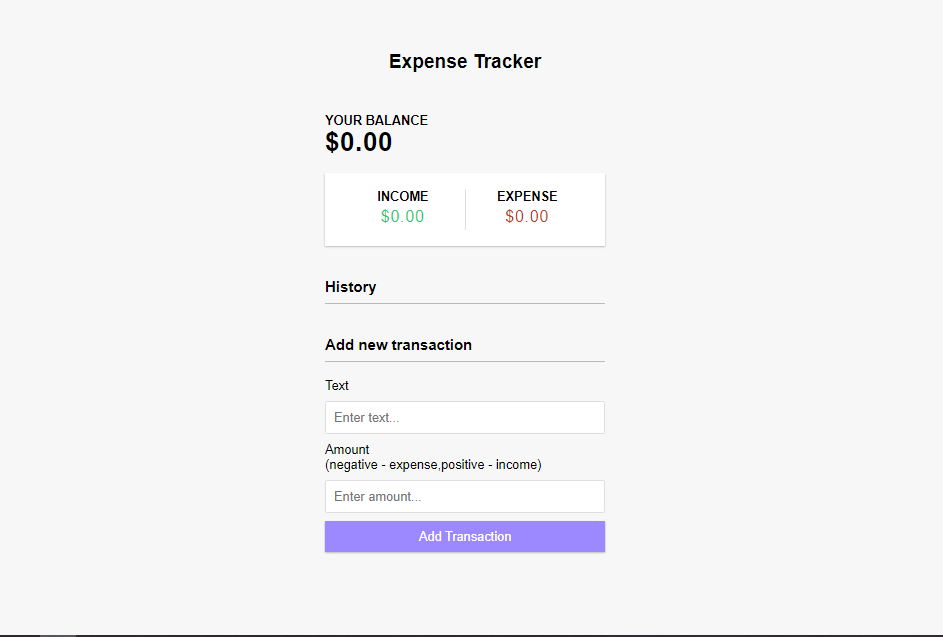 Expense Tracker
YOUR BALANCE
$0.00
INCOME EXPENSE
$0.00 $0.00
History
Add new transaction
Text
Enter text...
Amount
(negative - expense,positive - income)
Enter amount...
Add Transaction